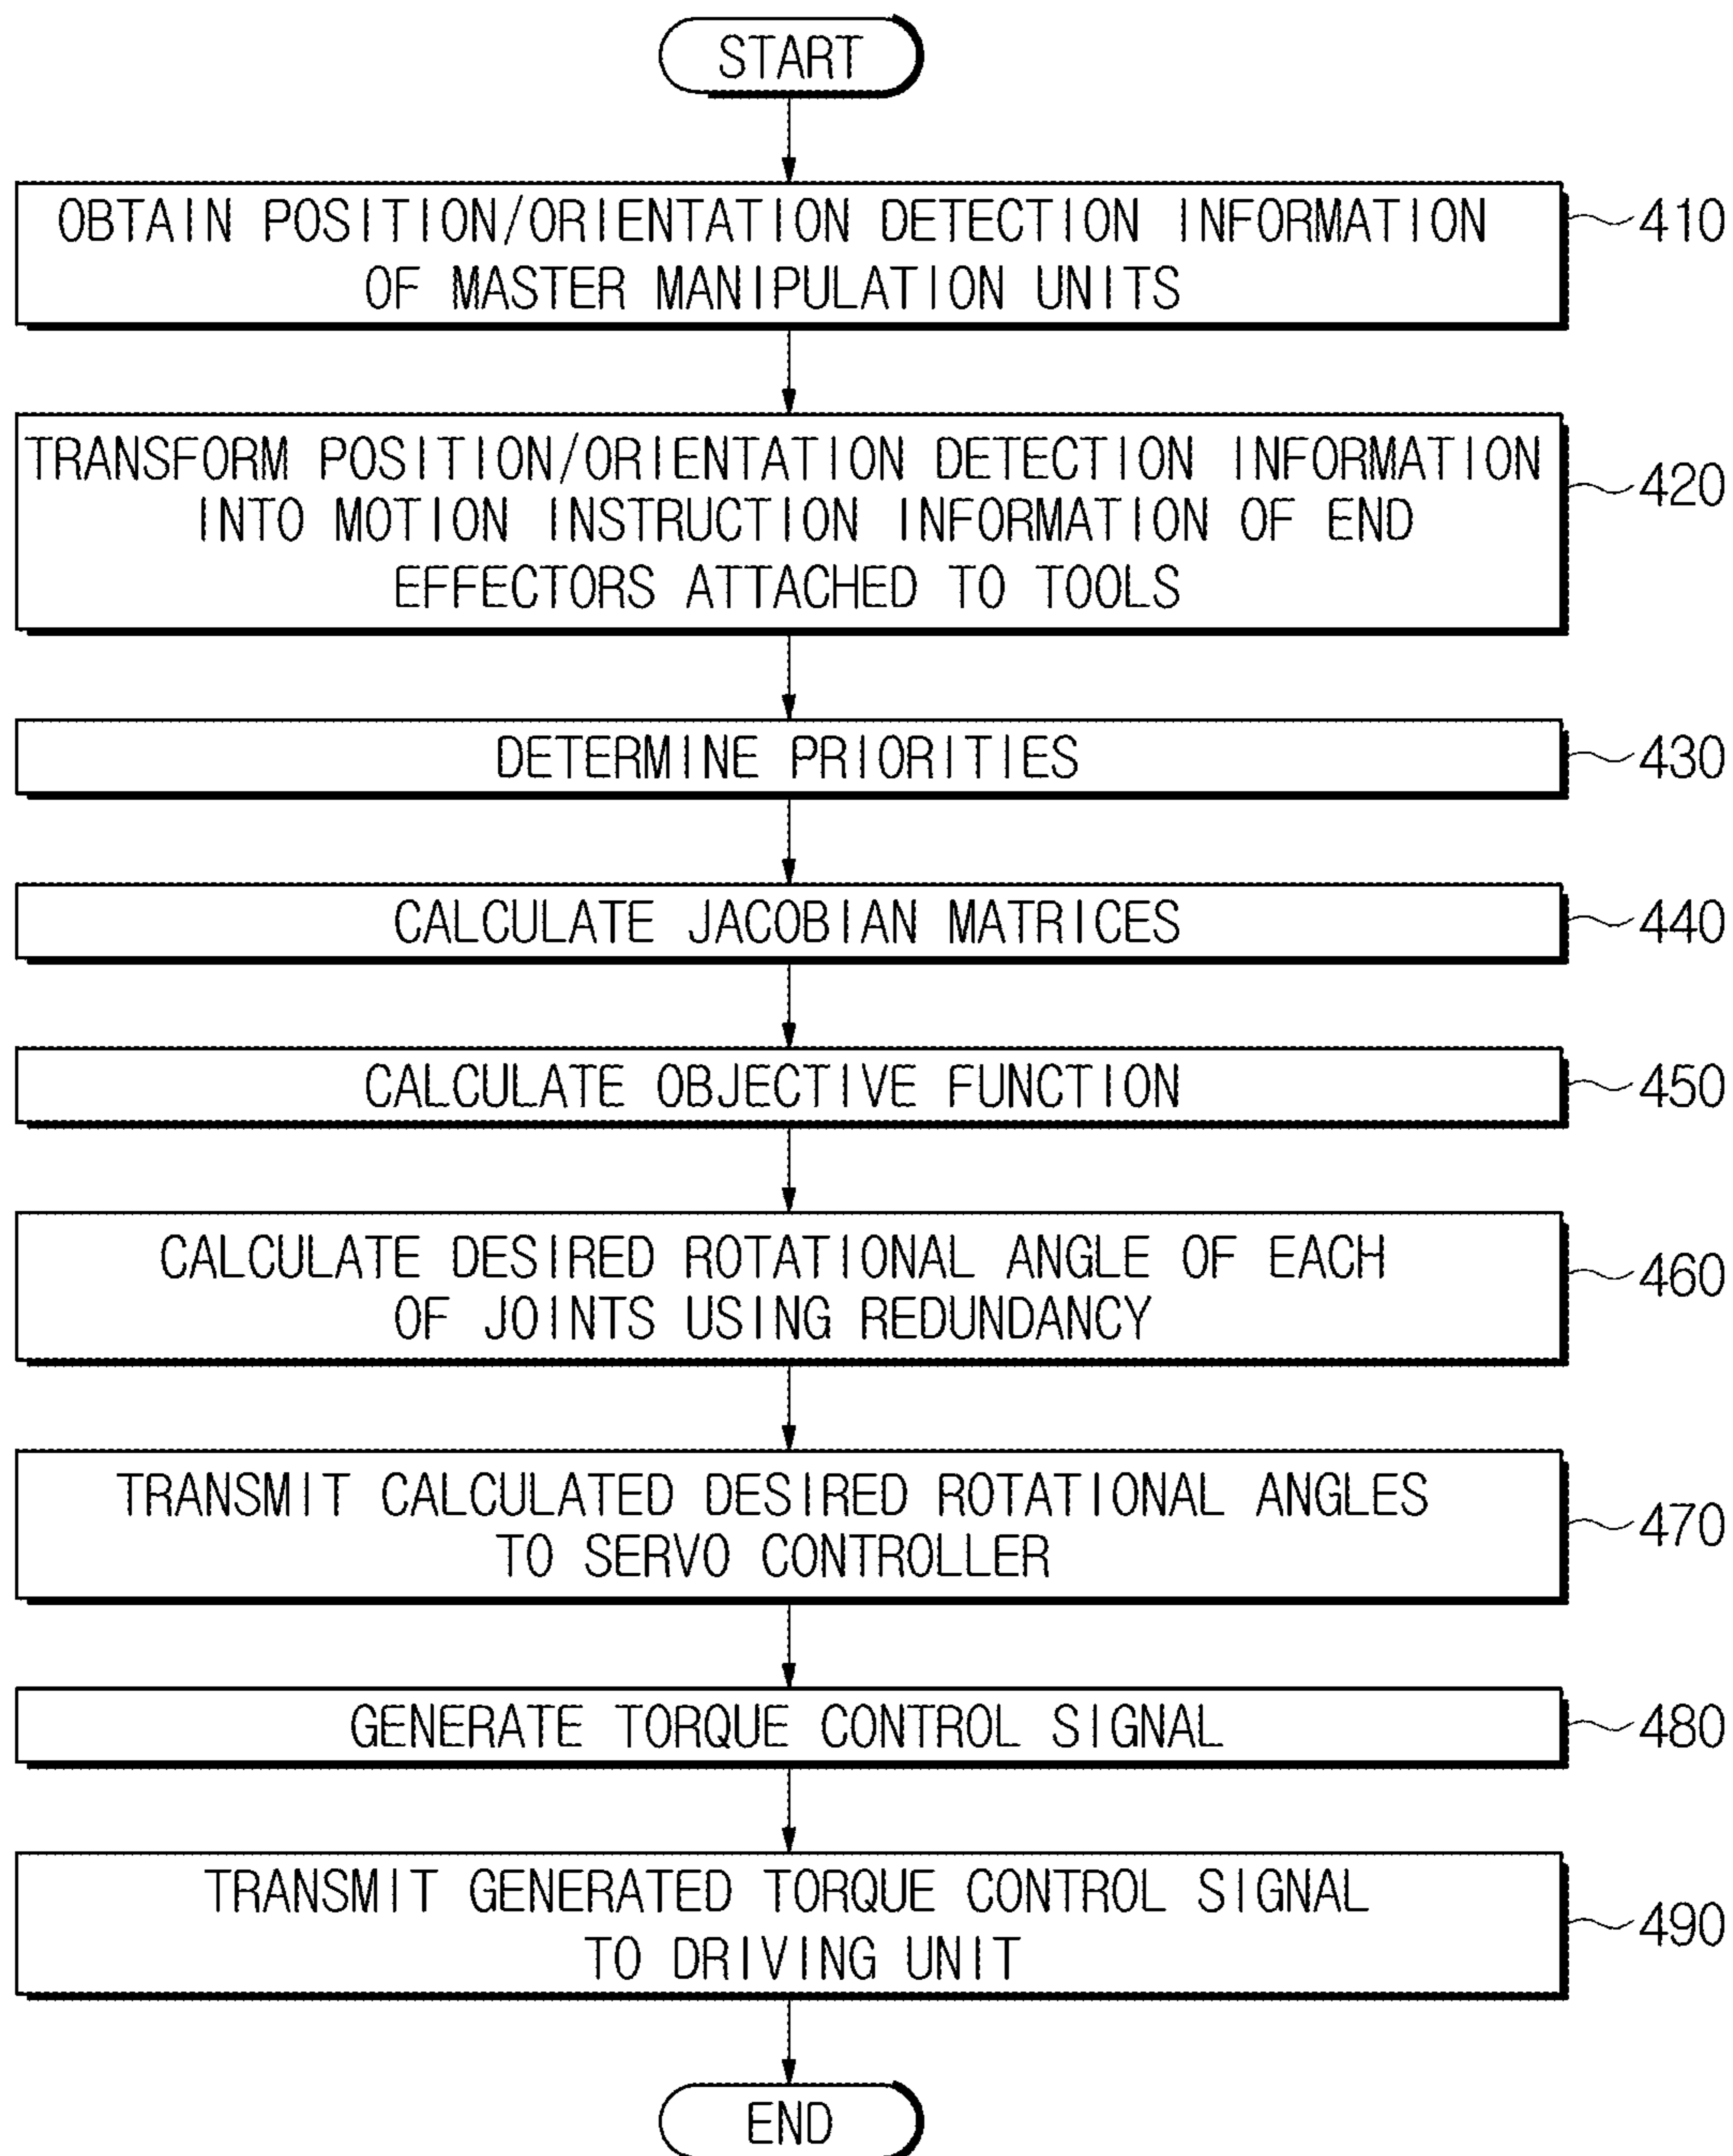 START
OBTAIN POSITION/ORIENTATION DETECTION INFORMATION
OF MASTER MANIPULATION UNITS
410
TRANSFORM POSITION/ORIENTATION DETECTION INFORMATION
INTO MOTION INSTRUCTION INFORMATION OF END
EFFECTORS ATTACHED TO TOOLS
420
DETERMINE PRIORITIES
430
CALCULATE JACOBIAN MATRICES
440
CALCULATE OBJECTIVE FUNCTION
450
CALCULATE DESIRED ROTATIONAL ANGLE OF EACH
OF JOINTS USING REDUNDANCY
460
TRANSMIT CALCULATED DESIRED ROTATIONAL ANGLES
TO SERVO CONTROLLER
470
GENERATE TORQUE CONTROL SIGNAL
480
TRANSMIT GENERATED TORQUE CONTROL SIGNAL
TO DRIVING UNIT
490
END